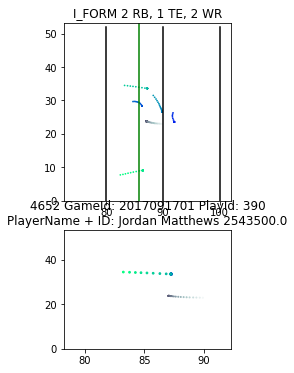 I_FORM 2 RB, 1 TE, 2 WR
50
40
30
20
10
0
80 90 100
4652 GameId: 2017091701 PlayId: 390
PlayerName + ID: Jordan Matthews 2543500.0
40
20
0
80 85 90